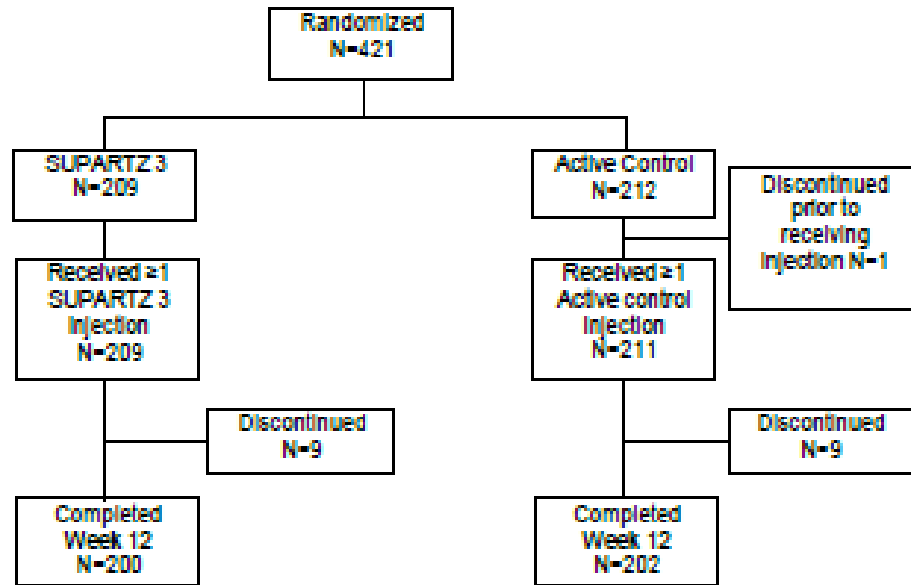 Randomized
N=421
SUPARTZ 3
N=209
Active Control
N=212
Discontinued
prior to
receiving
Injection N=1
Received ≥1
SUPARTZ 3
Injection
N=209
Received ≥1
Active control
Injection
N=211
Discontinued
N=9
Discontinued
N=9
Completed
Week 12
N=200
Completed
Week 12
N=202